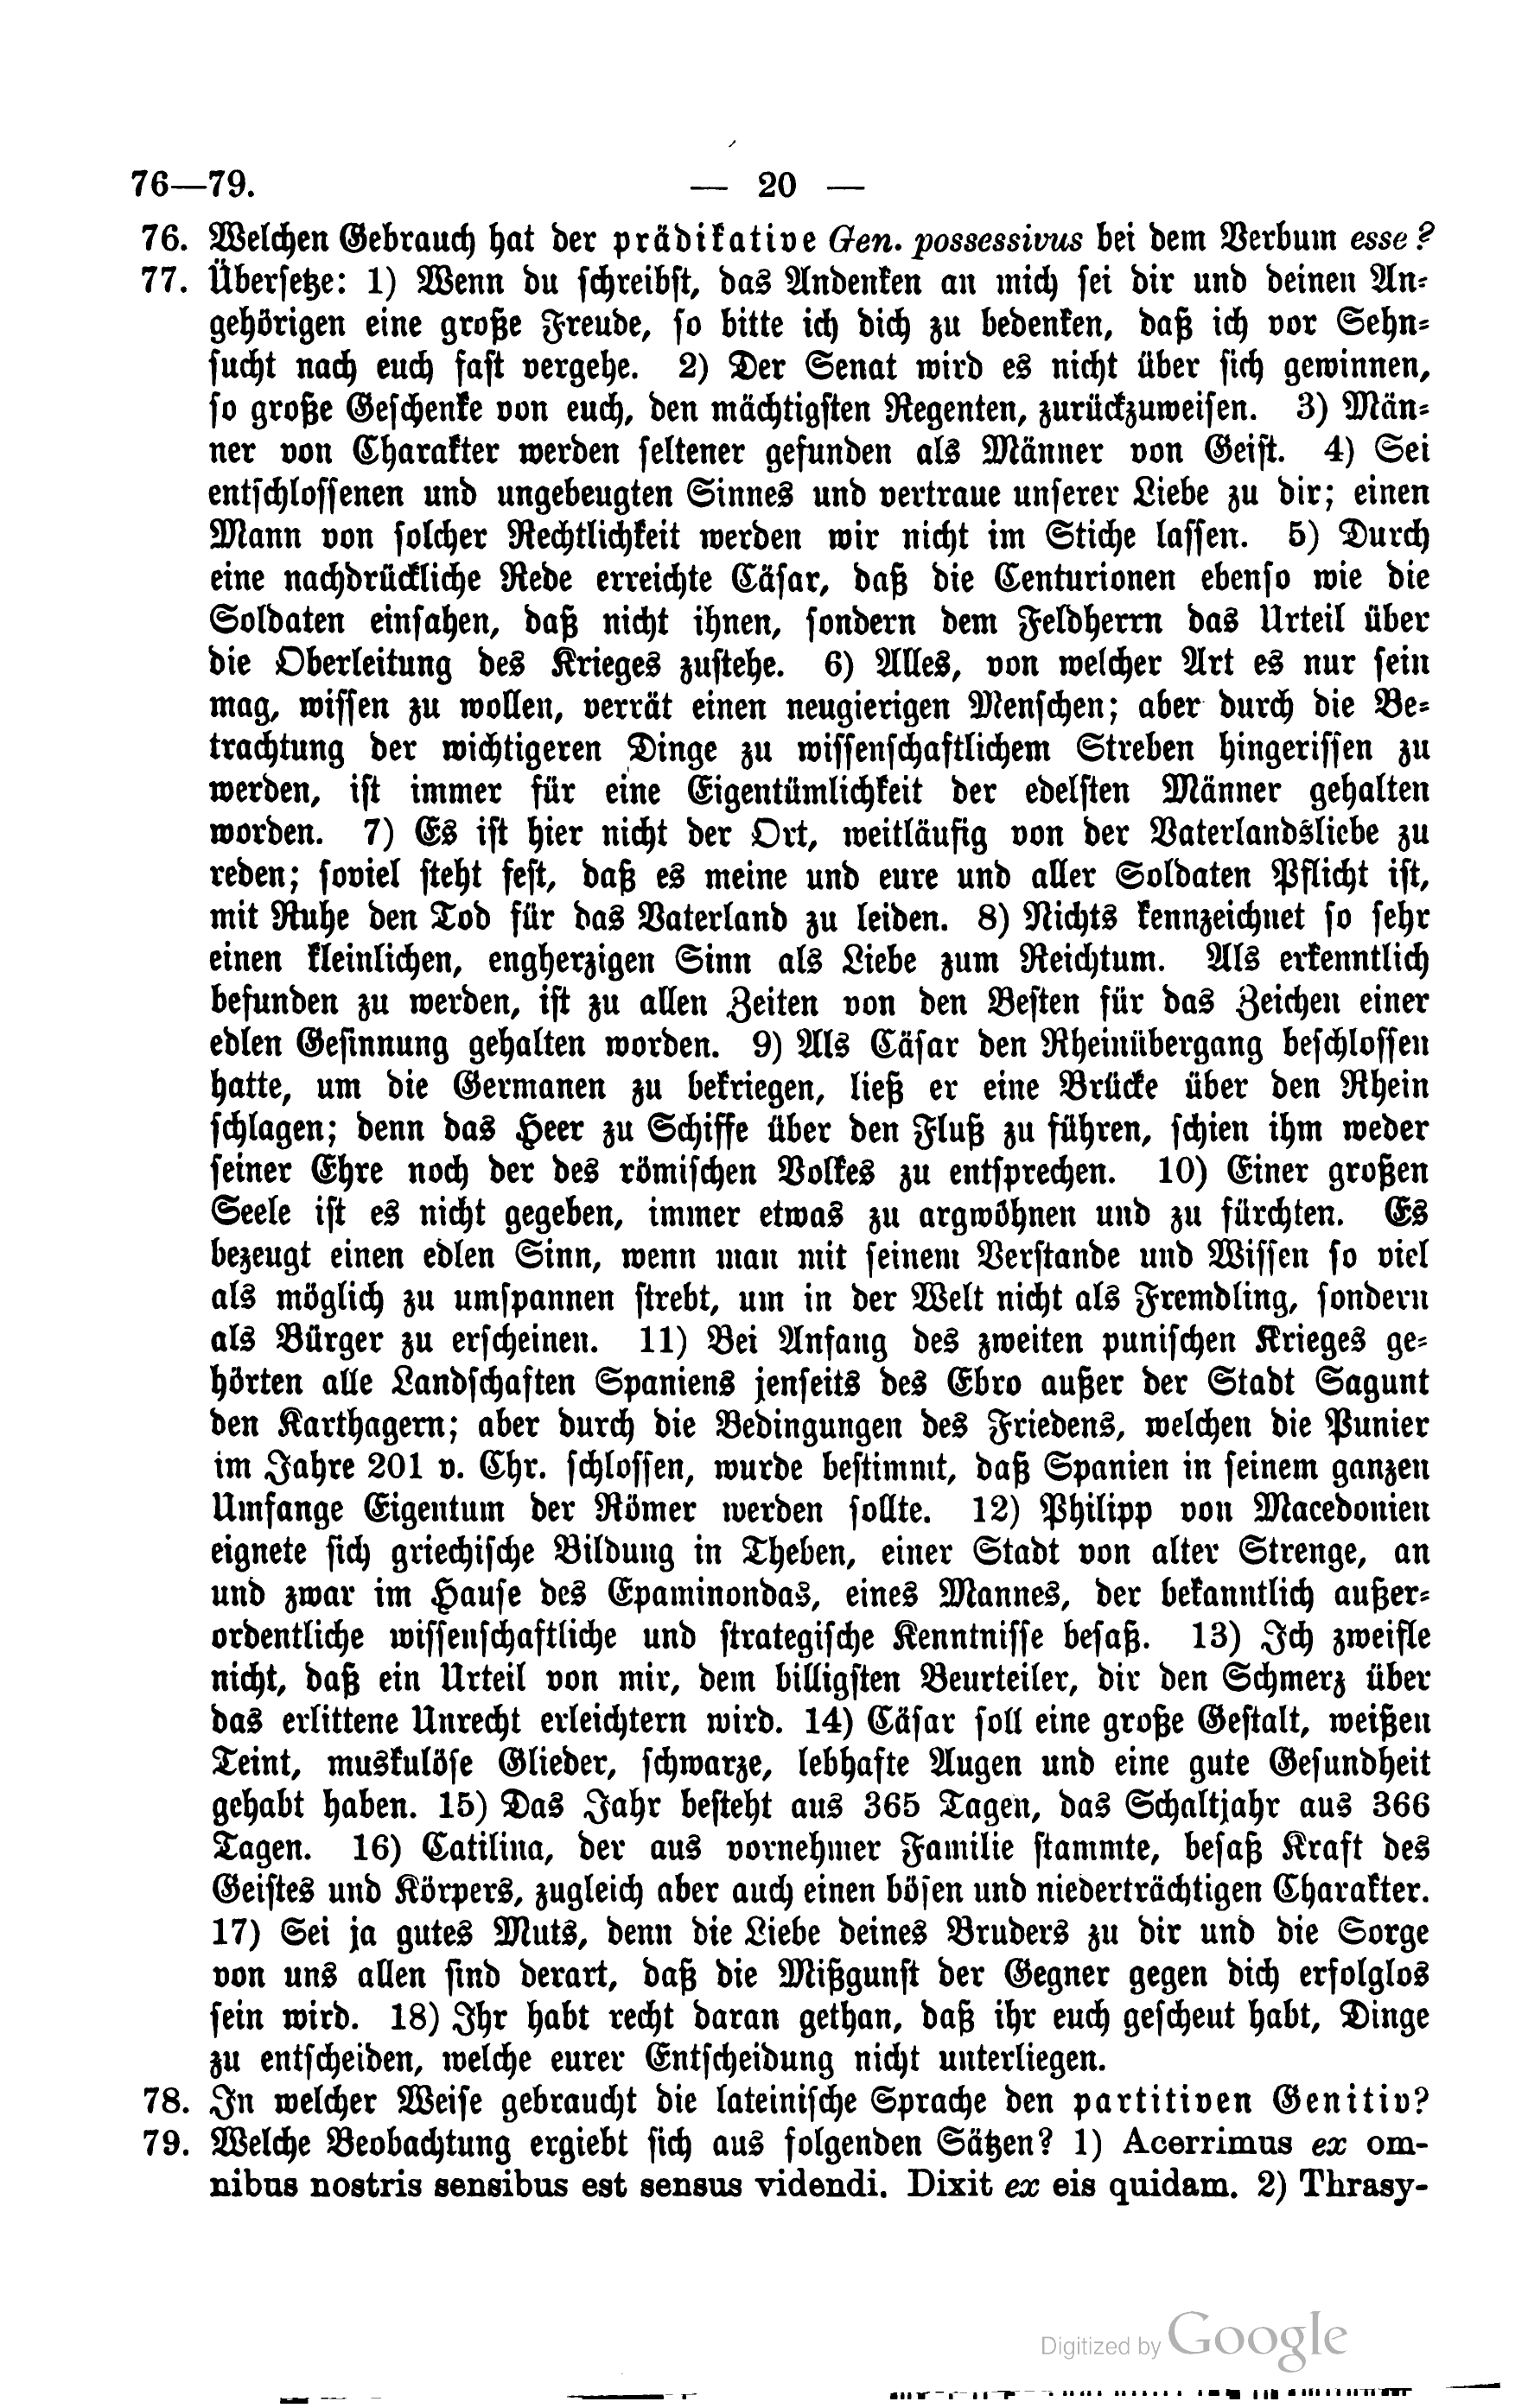 76—79.
— 20 —
76. Welchen Gebrauch hat der prädikative Gen. possessivus bei dem Verbum esse?
77. Übersetze: 1) Wenn du schreibst, das Andenken an mich sei dir und deinen An-
gehörigen eine große Freude, so bitte ich dich zu bedenken, daß ich vor Sehn-
sucht nach euch fast vergehe. 2) Der Senat wird es nicht über sich gewinnen,
so große Geschenke von euch, den mächtigsten Regenten, zurückzuweisen. 3) Män-
ner von Charakter werden seltener gefunden als Männer von Geist. 4) Sei
entschlossenen und ungebeugten Sinnes und vertraue unserer Liebe zu dir; einen
Mann von solcher Rechtlichkeit werden wir nicht im Stiche lassen. 5) Durch
eine nachdrückliche Rede erreichte Cäsar, daß die Centurionen ebenso wie die
Soldaten einsahen, daß nicht ihnen, sondern dem Feldherrn das Urteil über
die Oberleitung des Krieges zustehe. 6) Alles, von welcher Art es nur sein
mag, wissen zu wollen, verrät einen neugierigen Menschen; aber durch die Be-
trachtung der wichtigeren Dinge zu wissenschaftlichem Streben hingerissen zu
werden, ist immer für eine Eigentümlichkeit der edelsten Männer gehalten
worden. 7) Es ist hier nicht der Ort, weitläufig von der Vaterlandsliebe zu
reden; soviel steht fest, daß es meine und eure und aller Soldaten Pflicht ist,
mit Ruhe den Tod für das Vaterland zu leiden. 8) Nichts kennzeichnet so sehr
einen kleinlichen, engherzigen Sinn als Liebe zum Reichtum. Als erkenntlich
befunden zu werden, ist zu allen Zeiten von den Besten für das Zeichen einer
edlen Gesinnung gehalten worden. 9) Als Cäsar den Rheinübergang beschlossen
hatte, um die Germanen zu bekriegen, ließ er eine Brücke über den Rhein
schlagen; denn das Heer zu Schiffe über den Fluß zu führen, schien ihm weder
seiner Ehre noch der des römischen Volkes zu entsprechen. 10) Einer großen
Seele ist es nicht gegeben, immer etwas zu argwöhnen und zu fürchten. Es
bezeugt einen edlen Sinn, wenn man mit seinem Verstande und Wissen so viel
als möglich zu umspannen strebt, um in der Welt nicht als Fremdling, sondern
als Bürger zu erscheinen. 11) Bei Anfang des zweiten punischen Krieges ge-
hörten alle Landschaften Spaniens jenseits des Ebro außer der Stadt Sagunt
den Karthagern; aber durch die Bedingungen des Friedens, welchen die Punier
im Jahre 201 v. Chr. schlossen, wurde bestimmt, daß Spanien in seinem ganzen
Umfange Eigentum der Römer werden sollte. 12) Philipp von Macedonien
eignete sich griechische Bildung in Theben, einer Stadt von alter Strenge, an
und zwar im Hause des Epaminondas, eines Mannes, der bekanntlich außer-
ordentliche wissenschaftliche und strategische Kenntnisse besaß. 13) Ich zweifle
nicht, daß ein Urteil von mir, dem billigsten Beurteiler, dir den Schmerz über
das erlittene Unrecht erleichtern wird. 14) Cäsar soll eine große Gestalt, weißen
Teint, muskulöse Glieder, schwarze, lebhafte Augen und eine gute Gesundheit
gehabt haben. 15) Das Jahr besteht aus 365 Tagen, das Schaltjahr aus 366
Tagen. 16) Catilina, der aus vornehmer Familie stammte, besaß Kraft des
Geistes und Körpers, zugleich aber auch einen bösen und niederträchtigen Charakter.
17) Sei ja gutes Muts, denn die Liebe deines Bruders zu dir und die Sorge
von uns allen sind derart, daß die Mißgunst der Gegner gegen dich erfolglos
sein wird. 18) Ihr habt recht daran gethan, daß ihr euch gescheut habt, Dinge
zu entscheiden, welche eurer Entscheidung nicht unterliegen.
78. In welcher Weise gebraucht die lateinische Sprache den partitiven Genitiv?
79. Welche Beobachtung ergiebt sich aus folgenden Sätzen? 1) Acerrimus ex om-
nibus nostris sensibus est sensus videndi. Dixit ex eis quidam. 2) Thrasy-
Digitized by Google